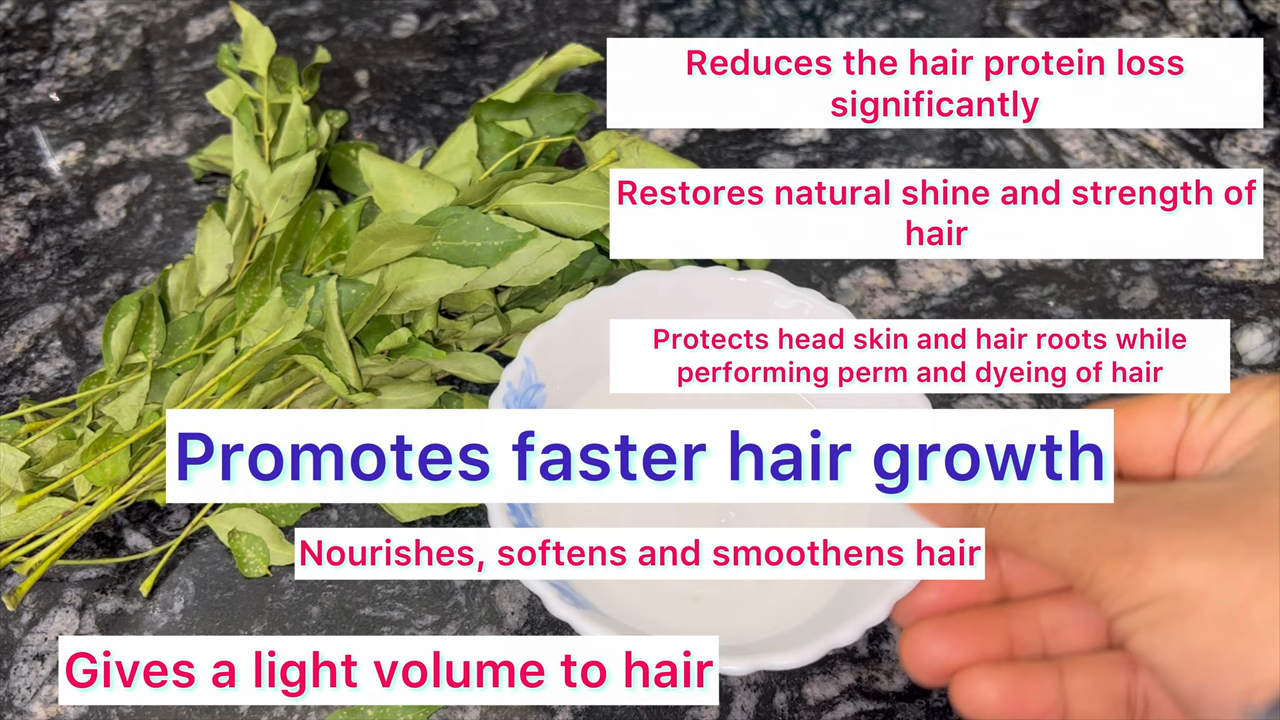 Reduces the hair protein loss
significantly
Restores natural shine and strength of
hair
Protects head skin and hair roots while
performing perm and dyeing of hair
Promotes faster hair growth
Nourishes, softens and smoothens hair
Gives a light volume to hair